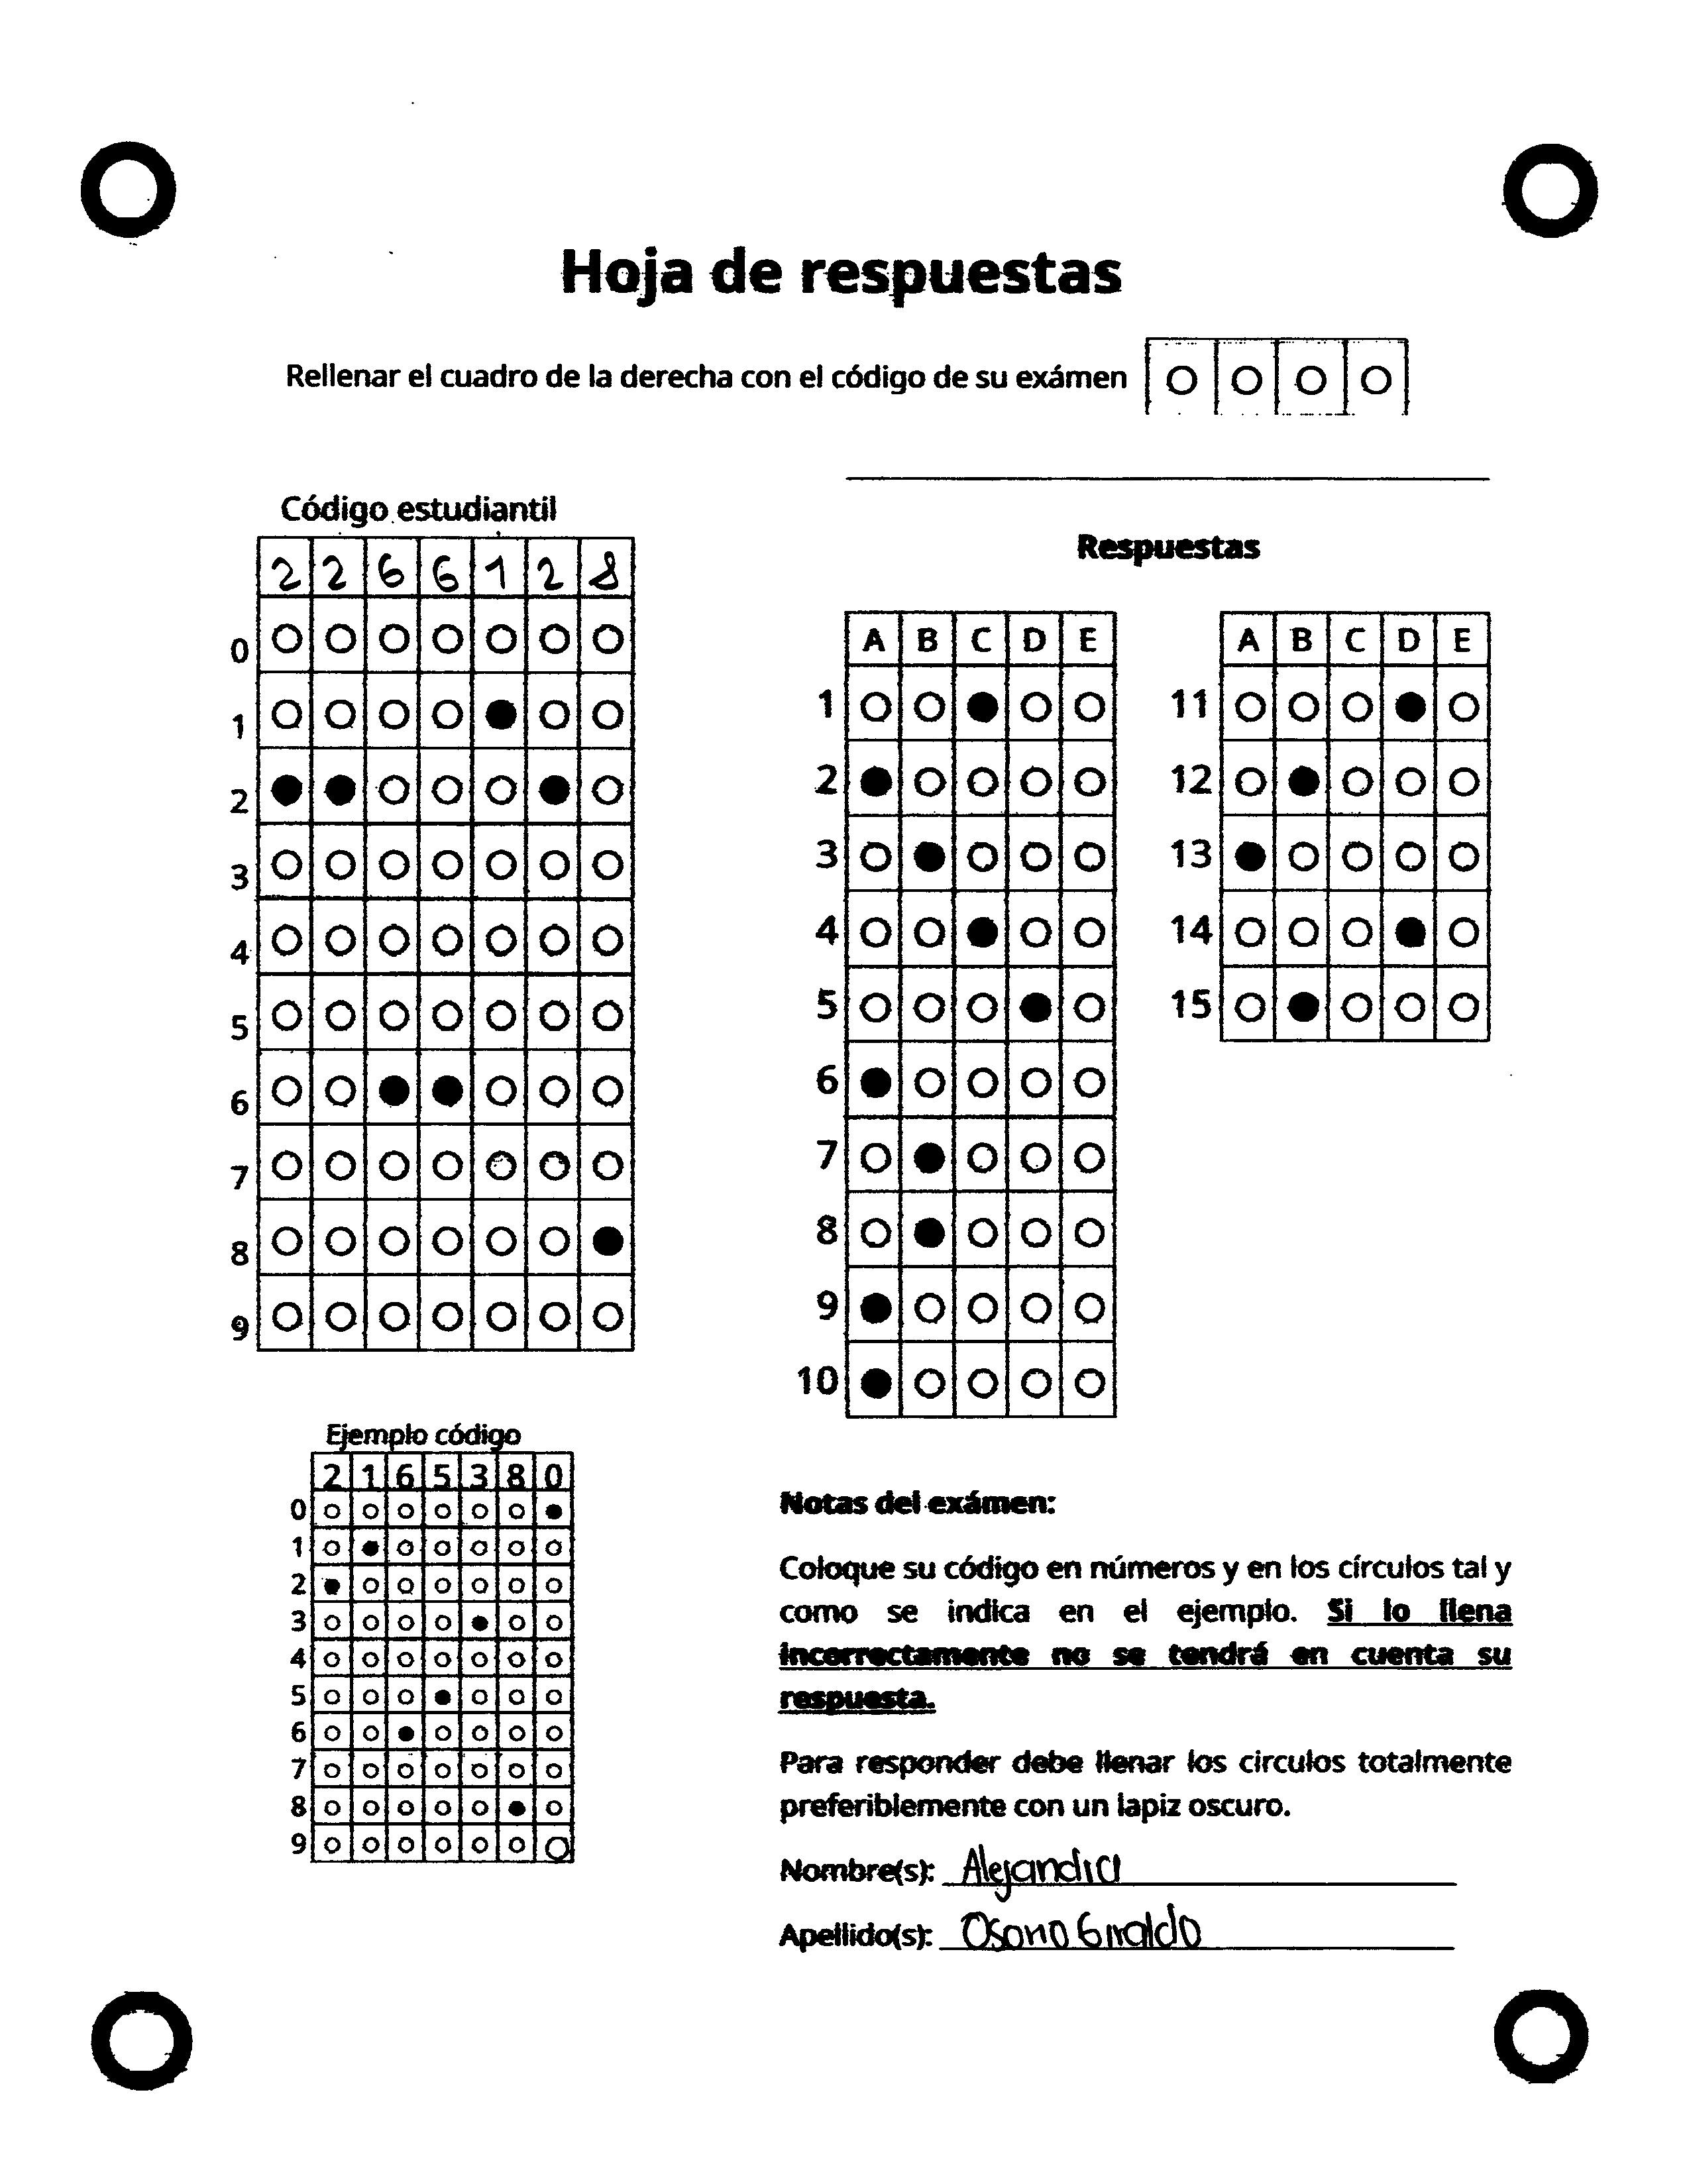 Hoja de respuestas
Rellenar el cuadro de la derecha con el código de su exámen
Código estudiantil
2 2 6 6 1 2 8
0
1
2
3
4
5
6
7
8
9
Respuestas
A B C D E
1
2
3
4
5
6
7
8
9
10
A B C D E
11
12
13
14
15
Ejemplo código
2 1 6 5 3 8 0
0
1
2
3
4
5
6
7
8
9
Notas del exámen:
Coloque su código en números y en los círculos tal y
como se indica en el ejemplo. Si lo llena
incorrectamente no se tendrá en cuenta su
respuesta.
Para responder debe llenar los circulos totalmente
preferiblemente con un lapiz oscuro.
Nombre(s): Alejandra
Apellido(s): Osorio Giraldo